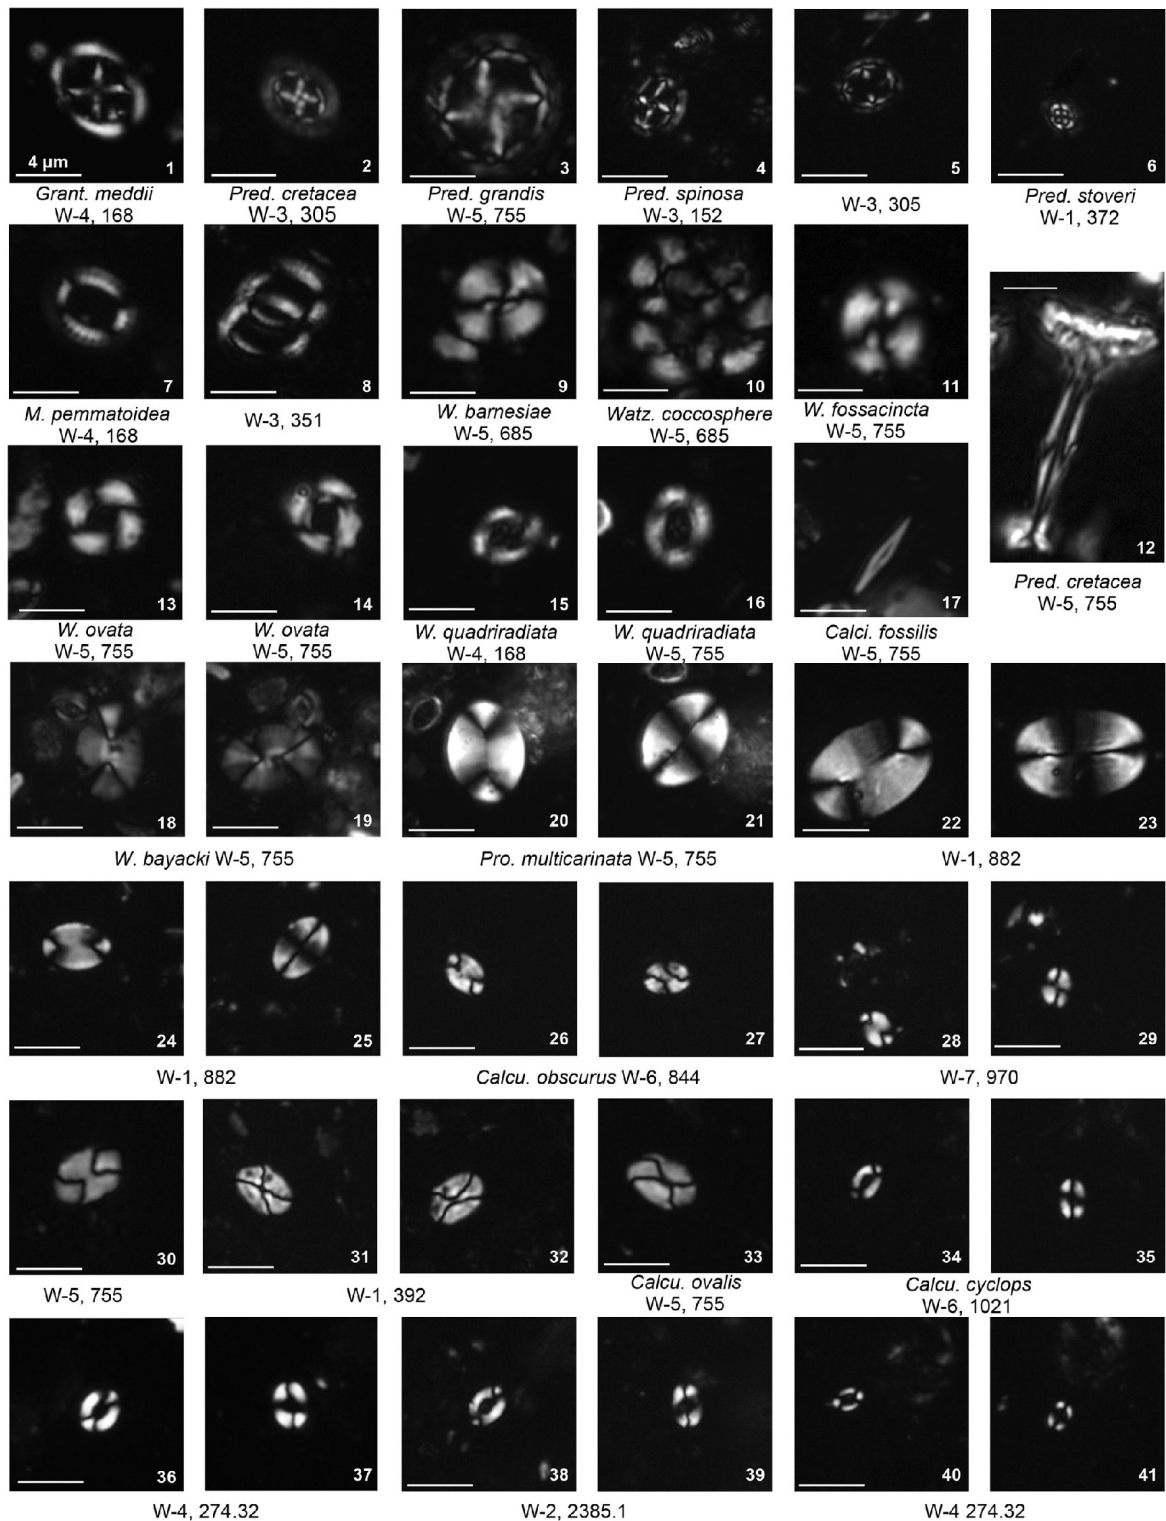 4 µm
1 2 3 4 5 6
Grant. meddii Pred. cretacea Pred. grandis Pred. spinosa W-3, 305 Pred. stoveri
W-4, 168 W-3, 305 W-5, 755 W-3, 152 W-1, 372
7 8 9 10 11
M. pemmatoidea W-3, 351 W. barnesiae Watz. coccosphere W. fossacincta
W-4, 168 W-5, 685 W-5, 685 W-5, 755
12
Pred. cretacea
W-5, 755
13 14 15 16 17
W. ovata W. ovata W. quadriradiata W. quadriradiata Calci. fossilis
W-5, 755 W-5, 755 W-4, 168 W-5, 755 W-5, 755
18 19 20 21 22 23
W. bayacki W-5, 755 Pro. multicarinata W-5, 755 W-1, 882
24 25 26 27 28 29
W-1, 882 Calcu. obscurus W-6, 844 W-7, 970
30 31 32 33 34 35
W-5, 755 W-1, 392 Calcu. ovalis Calcu. cyclops
W-5, 755 W-6, 1021
36 37 38 39 40 41
W-4, 274.32 W-2, 2385.1 W-4 274.32